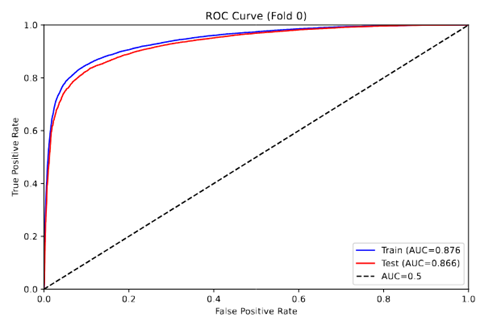 ROC Curve (Fold 0)
1.0
0.8
0.6
0.4
0.2
0.0
True Positive Rate
Train (AUC=0.876
Test (AUC=0.866)
AUC=0.5
0.0 0.2 0.4 0.6 0.8 1.0
False Positive Rate